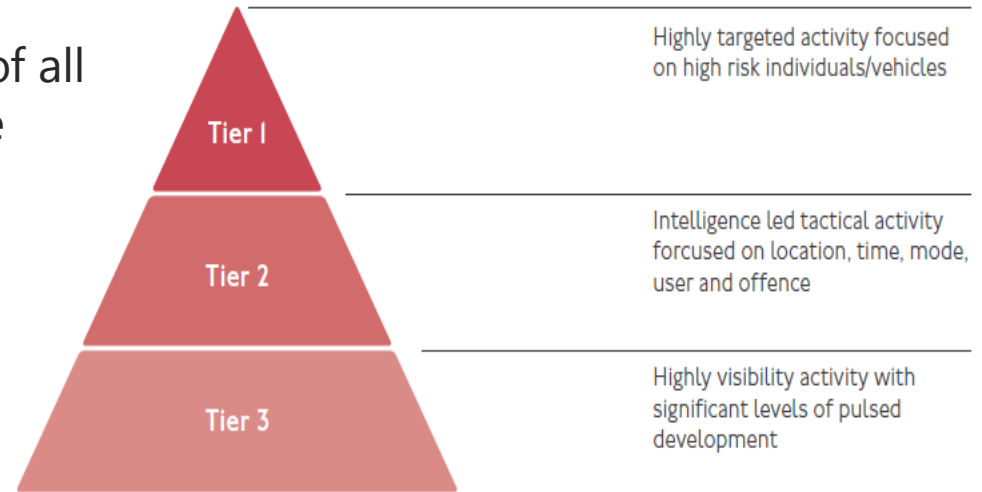 of all
e
Tier 1
Highly targeted activity focused
on high risk individuals/vehicles
Tier 2
Intelligence led tactical activity
forcused on location, time, mode,
user and offence
Tier 3
Highly visibility activity with
significant levels of pulsed
development